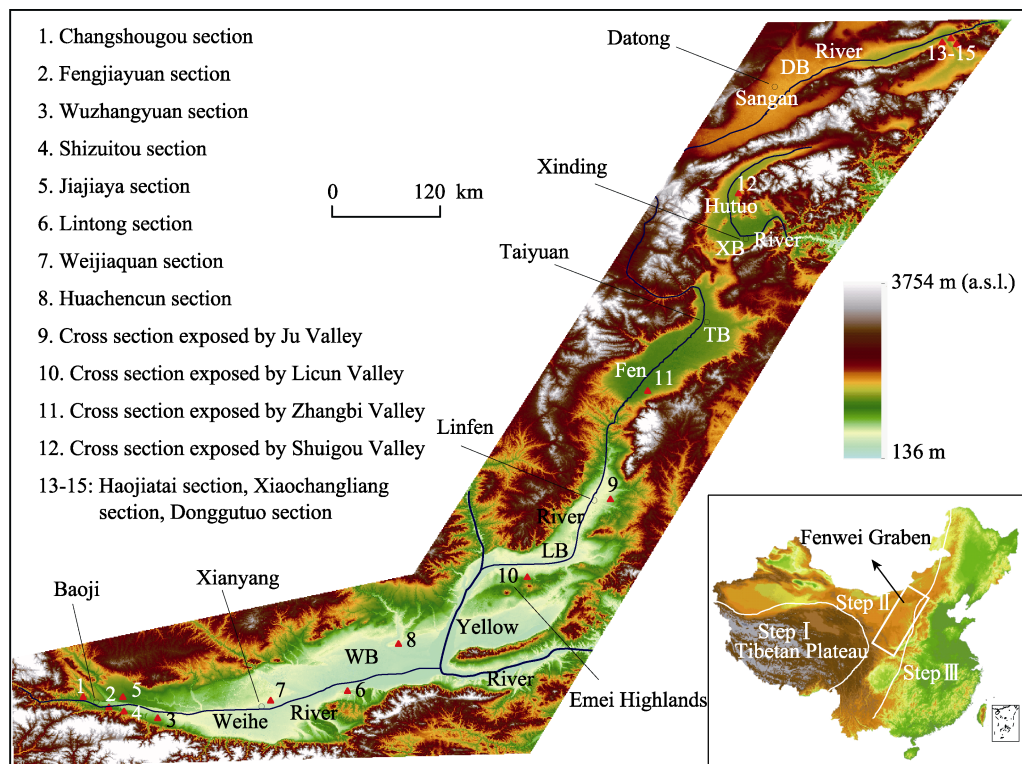 1. Changshougou section
2. Fengjiayuan section
3. Wuzhangyuan section
4. Shizuitou section
5. Jiajiaya section
6. Lintong section
7. Weijiaquan section
8. Huachencun section
9. Cross section exposed by Ju Valley
10. Cross section exposed by Licun Valley
11. Cross section exposed by Zhangbi Valley
12. Cross section exposed by Shuigou Valley
13-15: Haojiatai section, Xiaochangliang
section, Donggutuo section
0 120 km
Datong
River
DB
Sangan
13-15
Xinding
12
Hutuo
River
XB
Taiyuan
TB
Fen
11
3754 m (a.s.l.)
136 m
Linfen
9
River
LB
10
Yellow
River
Emei Highlands
Baoji
Xianyang
8
WB
1
2
5
4
3
7
6
Weihe
River
Fenwei Graben
Step II
Step I
Tibetan Plateau
Step III